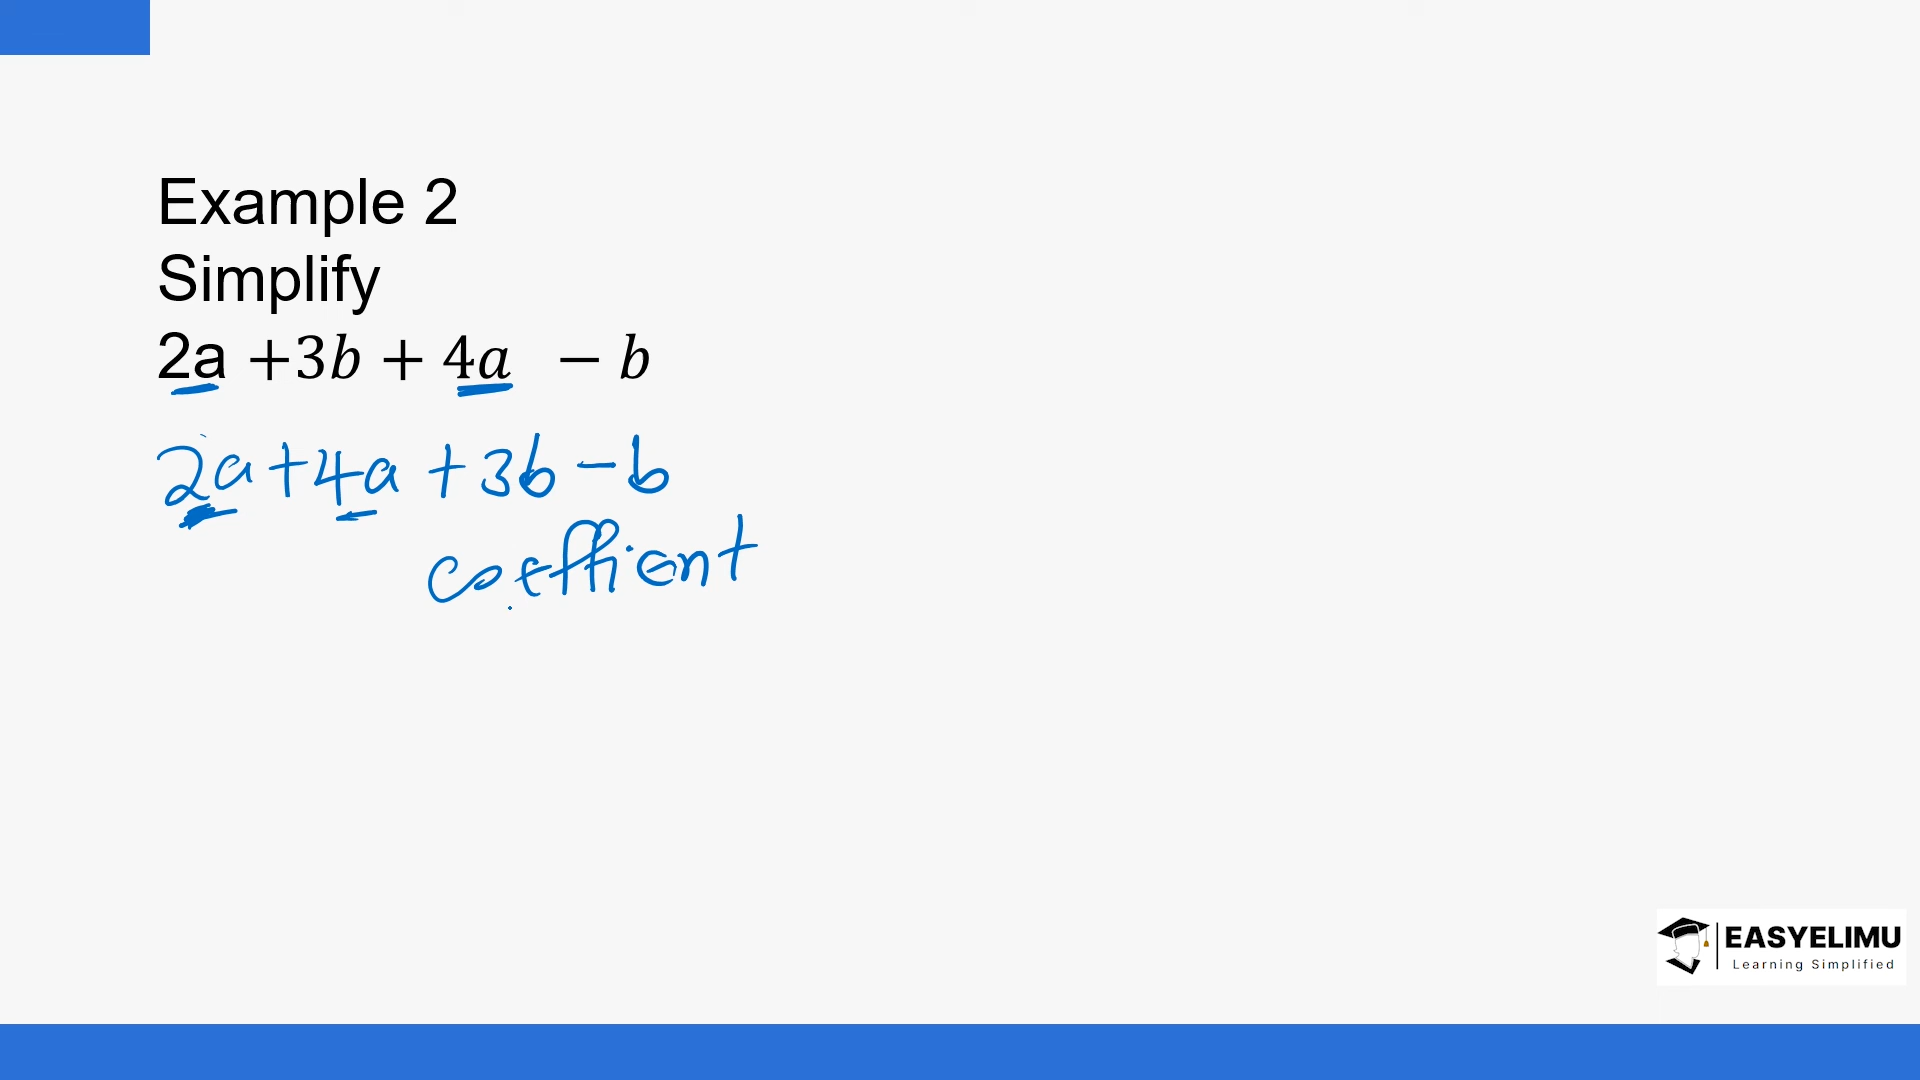 Example 2
Simplify
2a +3b + 4a − b
2a + 4a + 3b − b
coeffient
EASYELIMU
Learning Simplified